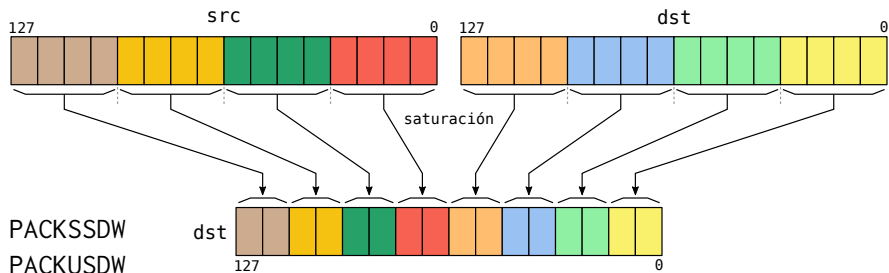 src
dst
127
0
127
0
saturación
PACKSSDW
dst
PACKUSDW
127
0